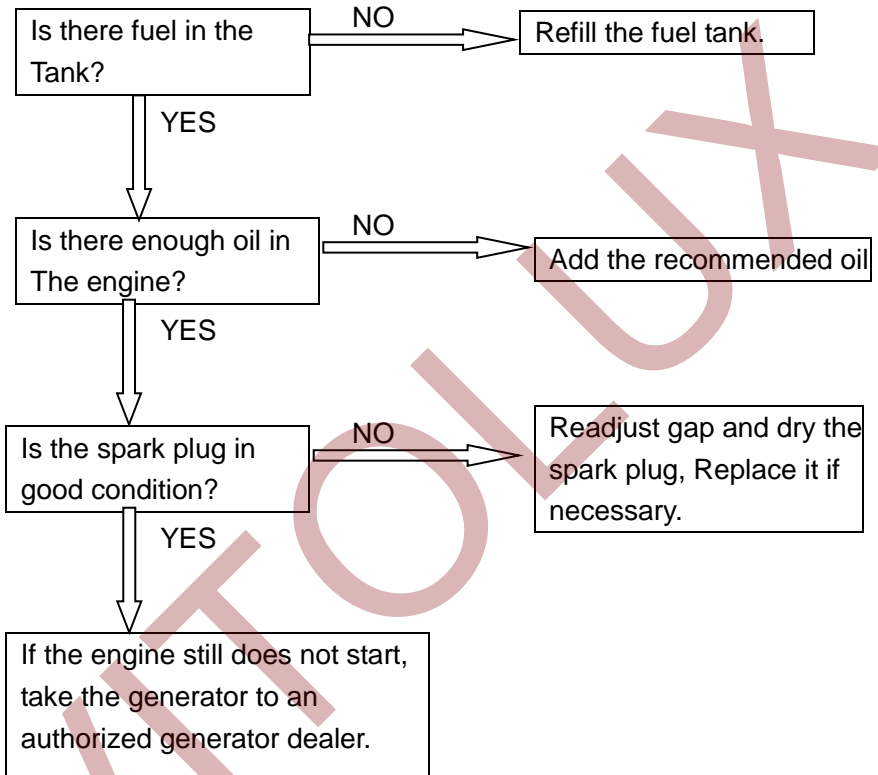 Is there fuel in the
Tank?
NO
Refill the fuel tank.
YES
Is there enough oil in
The engine?
NO
Add the recommended oil
YES
Is the spark plug in
good condition?
NO
Readjust gap and dry the
spark plug, Replace it if
necessary.
YES
If the engine still does not start,
take the generator to an
authorized generator dealer.
VITOLUX